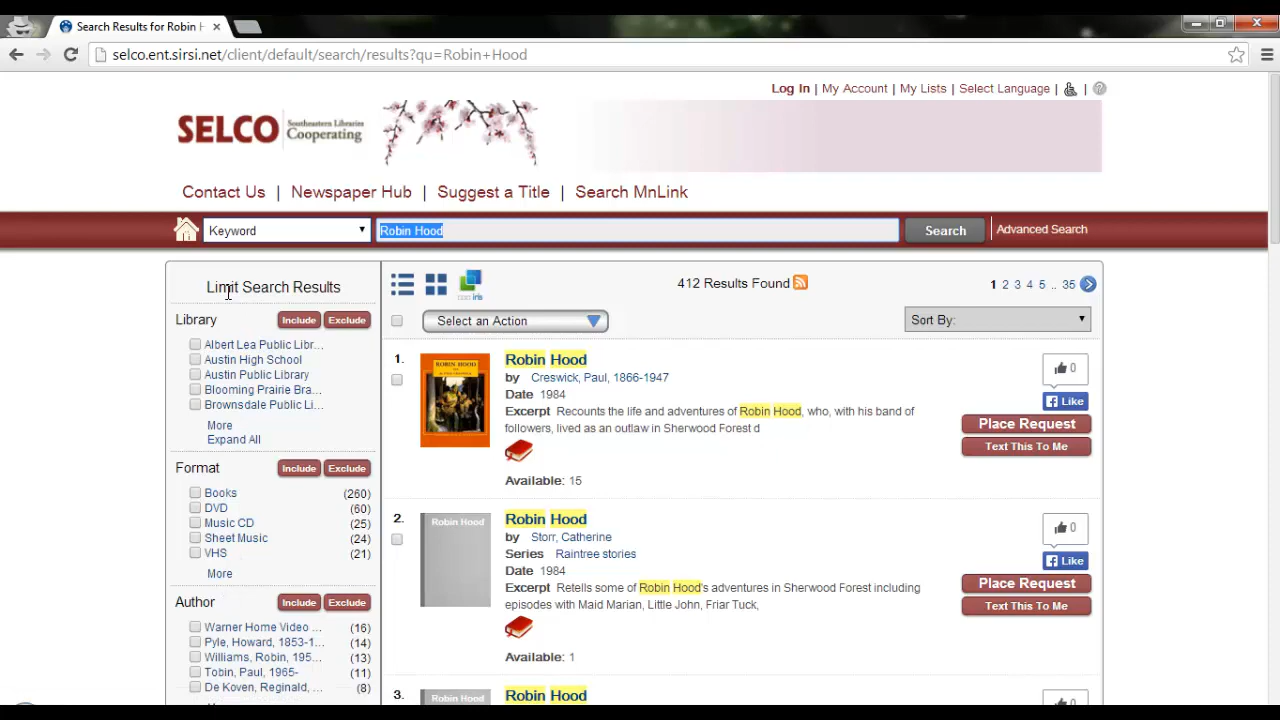 Search Results for Robin H
selco.ent.sirsi.net/client/default/search/results?qu=Robin+Hood
Log In | My Account | My Lists | Select Language |
SELCO Southeastern Libraries Cooperating
Contact Us | Newspaper Hub | Suggest a Title | Search MnLink
Keyword
Robin Hood
Search
Advanced Search
Limit Search Results
412 Results Found
1 2 3 4 5 .. 35
Select an Action
Sort By:
Library
Include
Exclude
Albert Lea Public Libr...
Austin High School
Austin Public Library
Blooming Prairie Bra...
Brownsdale Public Li...
More
Expand All
Format
Include
Exclude
Books (260)
DVD (60)
Music CD (25)
Sheet Music (24)
VHS (21)
More
Author
Include
Exclude
Warner Home Video ... (16)
Pyle, Howard, 1853-1... (14)
Williams, Robin, 195... (13)
Tobin, Paul, 1965- (11)
De Koven, Reginald, ... (8)
1.
ROBIN HOOD
Robin Hood
by Creswick, Paul, 1866-1947
Date 1984
Excerpt Recounts the life and adventures of Robin Hood, who, with his band of
followers, lived as an outlaw in Sherwood Forest d
Available: 15
0
Like
Place Request
Text This To Me
2.
Robin Hood
Robin Hood
by Storr, Catherine
Series Raintree stories
Date 1984
Excerpt Retells some of Robin Hood's adventures in Sherwood Forest including
episodes with Maid Marian, Little John, Friar Tuck,
Available: 1
0
Like
Place Request
Text This To Me
3.
Robin Hood
Robin Hood